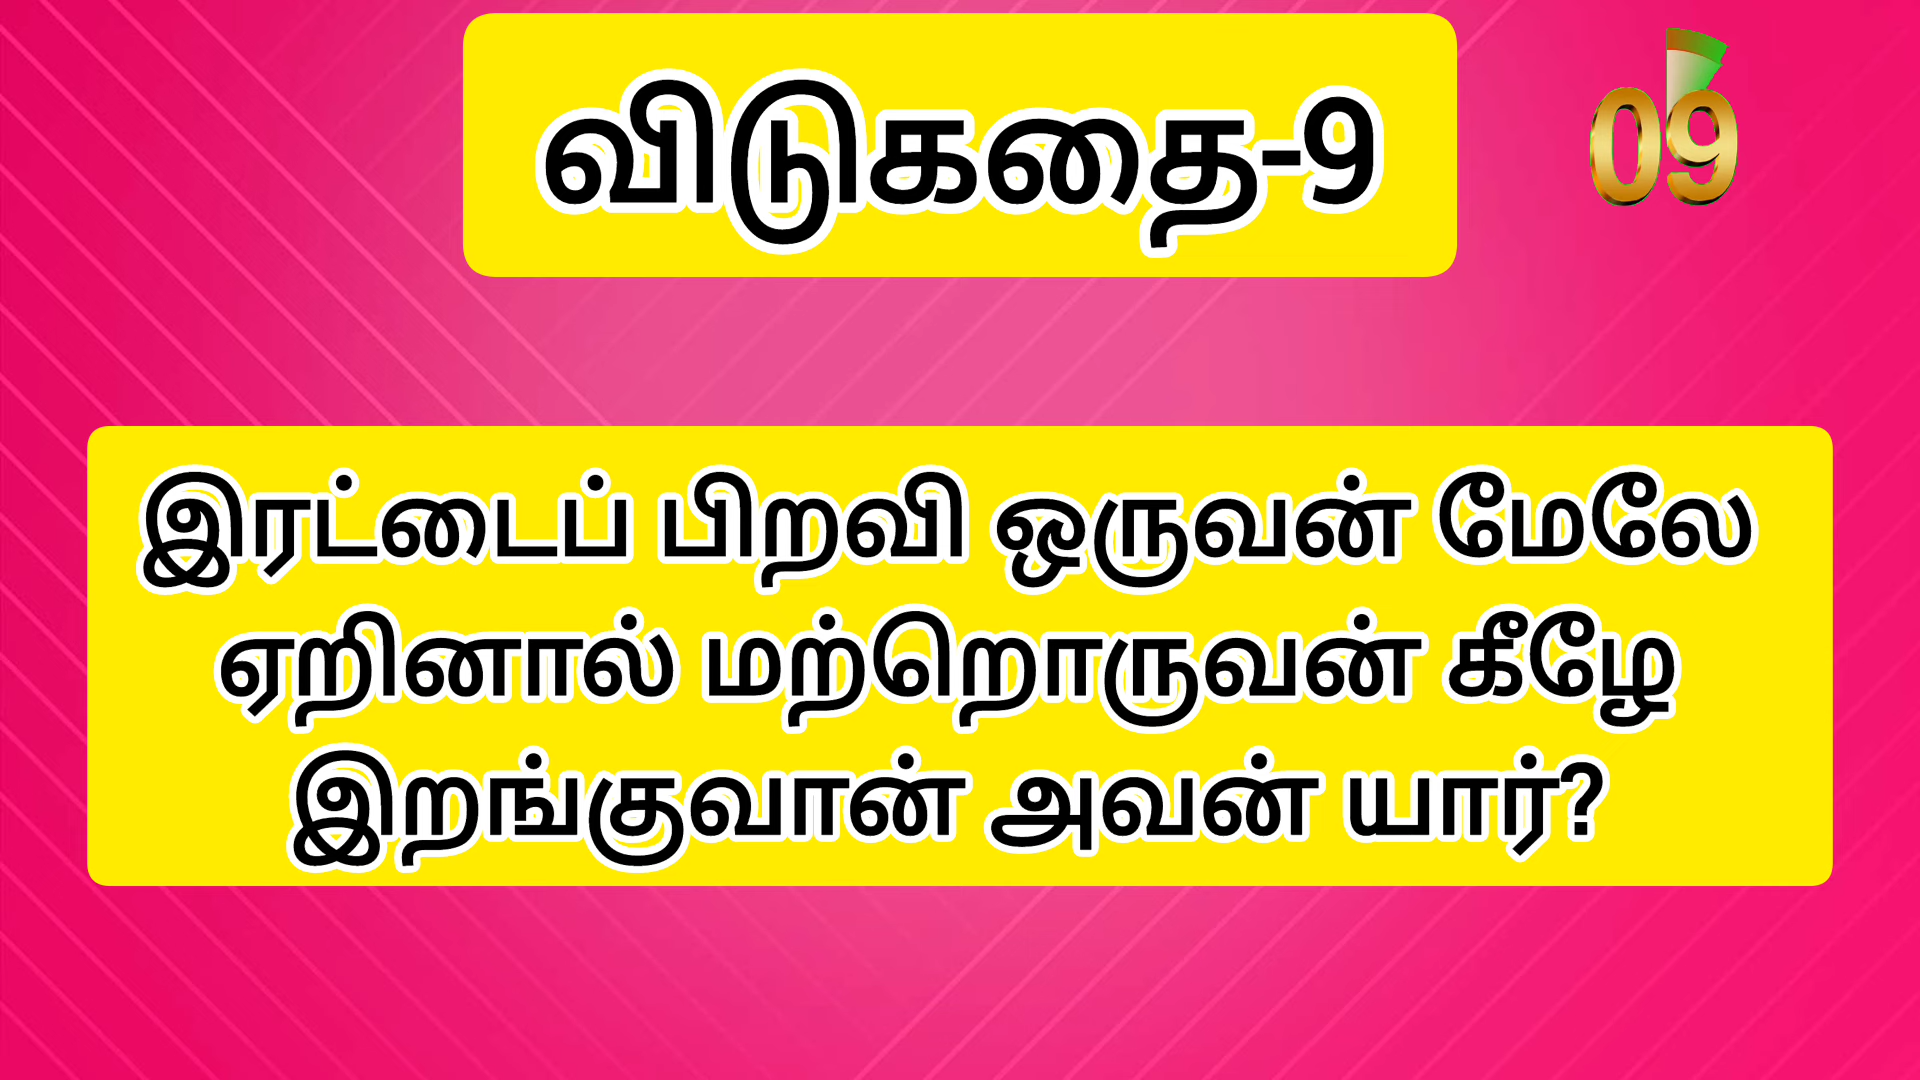 விடுகதை-9
09
இரட்டைப் பிறவி ஒருவன் மேலே
ஏறினால் மற்றொருவன் கீழே
இறங்குவான் அவன் யார்?